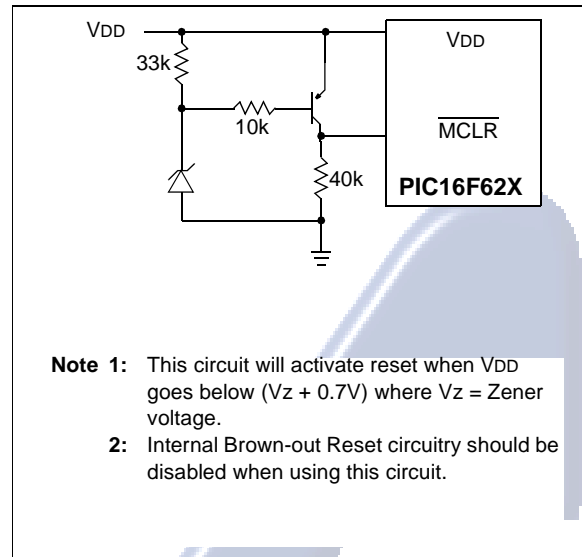 VDD
33k
10k
40k
VDD
MCLR
PIC16F62X
Note 1: This circuit will activate reset when VDD
goes below (Vz + 0.7V) where Vz = Zener
voltage.
2: Internal Brown-out Reset circuitry should be
disabled when using this circuit.